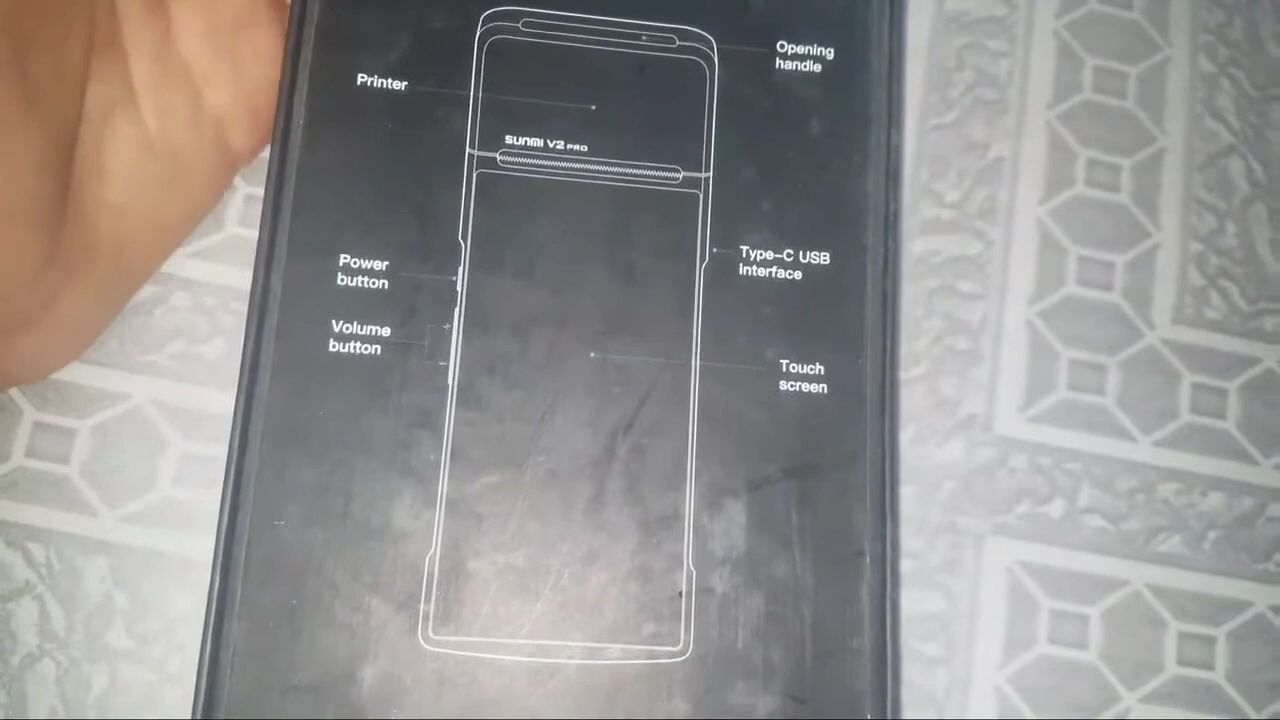 Opening
handle
Printer
SUNMI V2 PRO
Type-C USB
interface
Power
button
Volume
button
Touch
screen